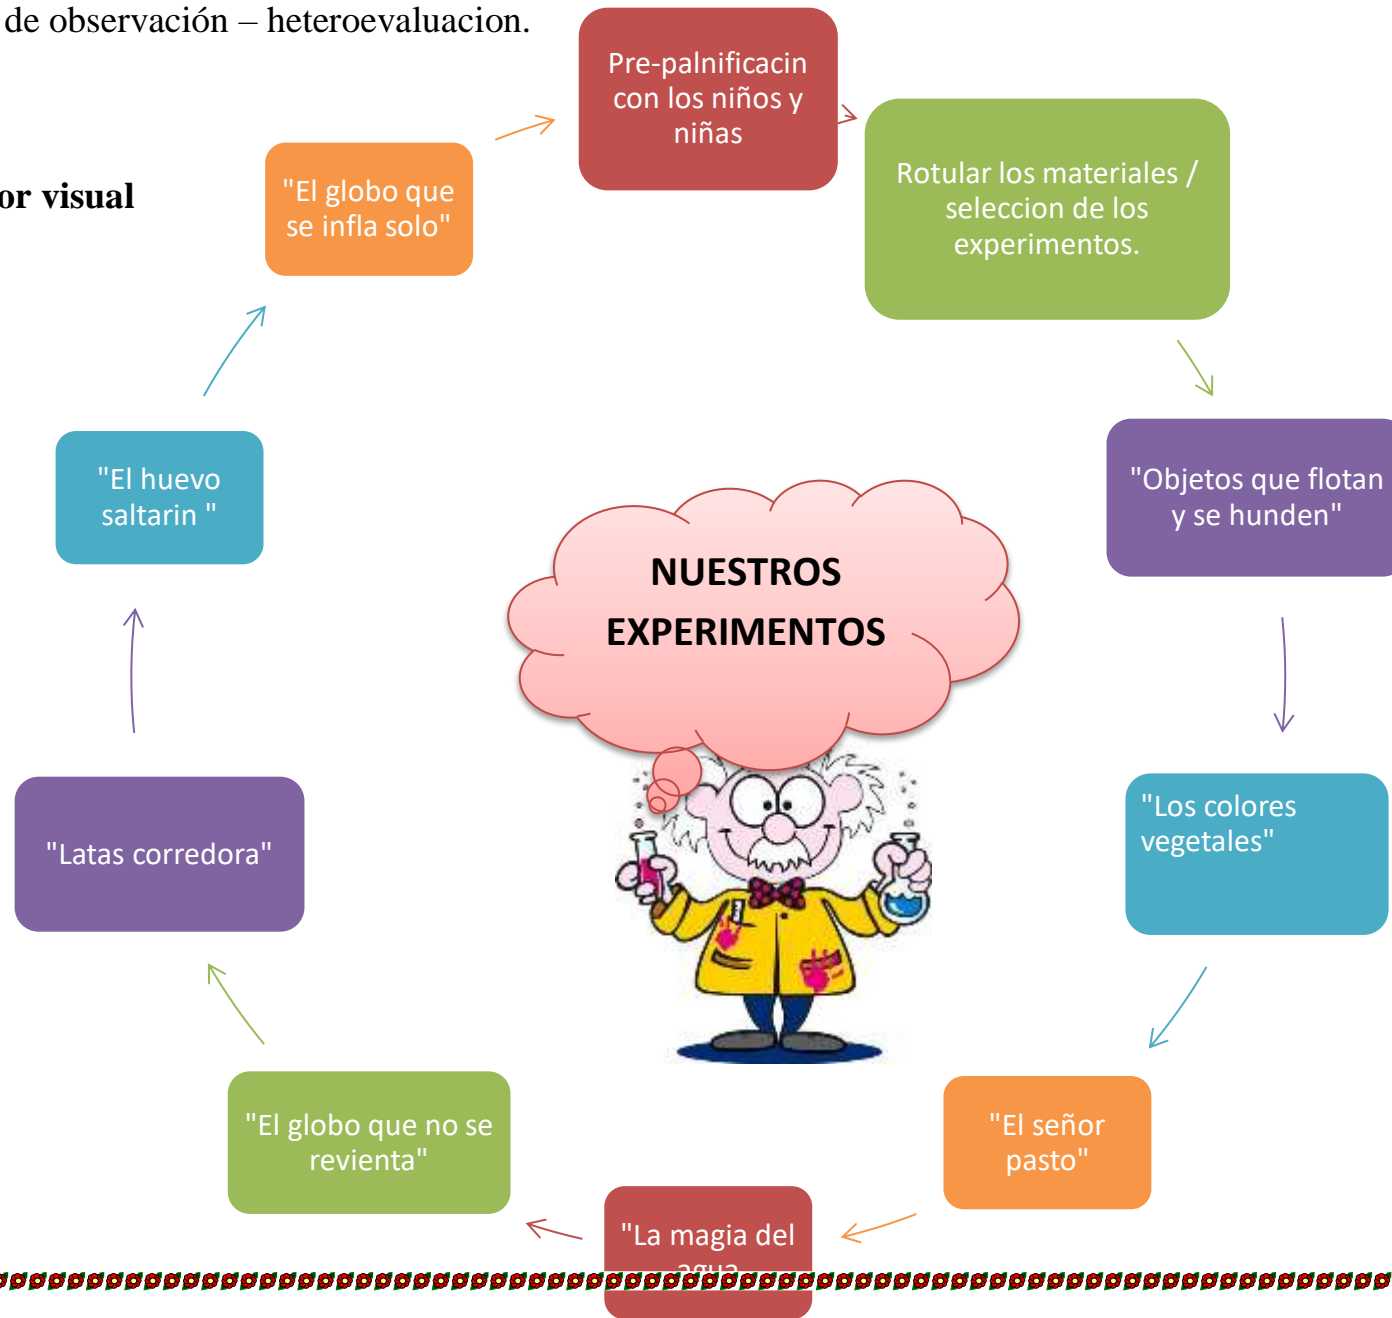 de observación – heteroevaluacion.
or visual
Pre-palnificacin
con los niños y
niñas
Rotular los materiales /
seleccion de los
experimentos.
"Objetos que flotan
y se hunden"
"Los colores
vegetales"
"El señor
pasto"
"La magia del
agua
"El globo que no se
revienta"
"Latas corredora"
"El huevo
saltarin "
"El globo que
se infla solo"
NUESTROS
EXPERIMENTOS